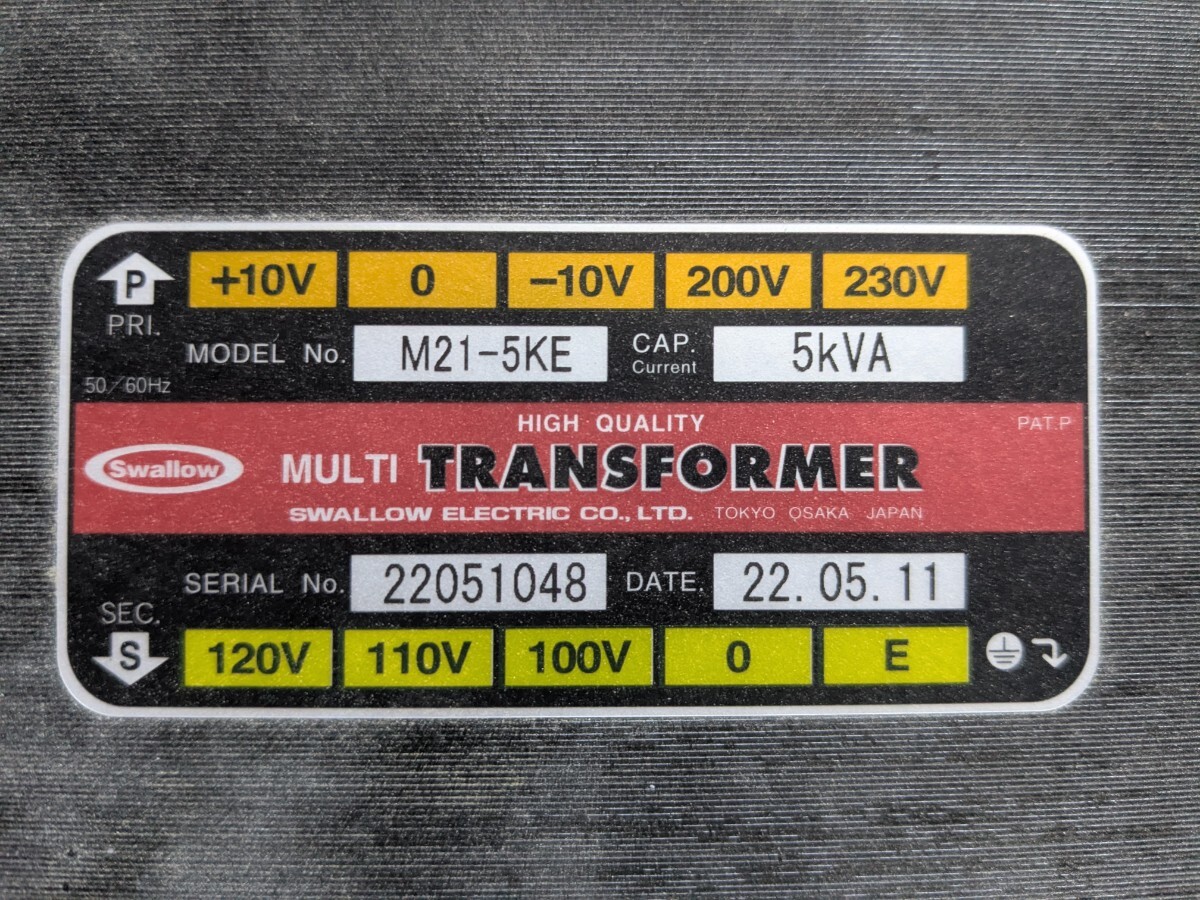 P +10V 0 −10V 200V 230V
PRI.
MODEL No. M21-5KE CAP. Current 5kVA
50/60Hz
HIGH QUALITY PAT.P
Swallow MULTI TRANSFORMER
SWALLOW ELECTRIC CO., LTD. TOKYO OSAKA JAPAN
SERIAL No. 22051048 DATE. 22. 05. 11
SEC.
S 120V 110V 100V 0 E